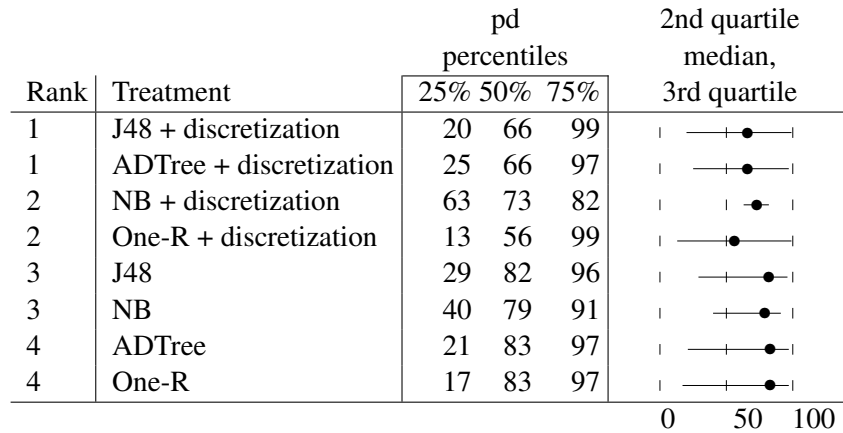 pd 2nd quartile
percentiles median,
Rank Treatment 25% 50% 75% 3rd quartile
1 J48 + discretization 20 66 99
1 ADTree + discretization 25 66 97
2 NB + discretization 63 73 82
2 One-R + discretization 13 56 99
3 J48 29 82 96
3 NB 40 79 91
4 ADTree 21 83 97
4 One-R 17 83 97
0 50 100